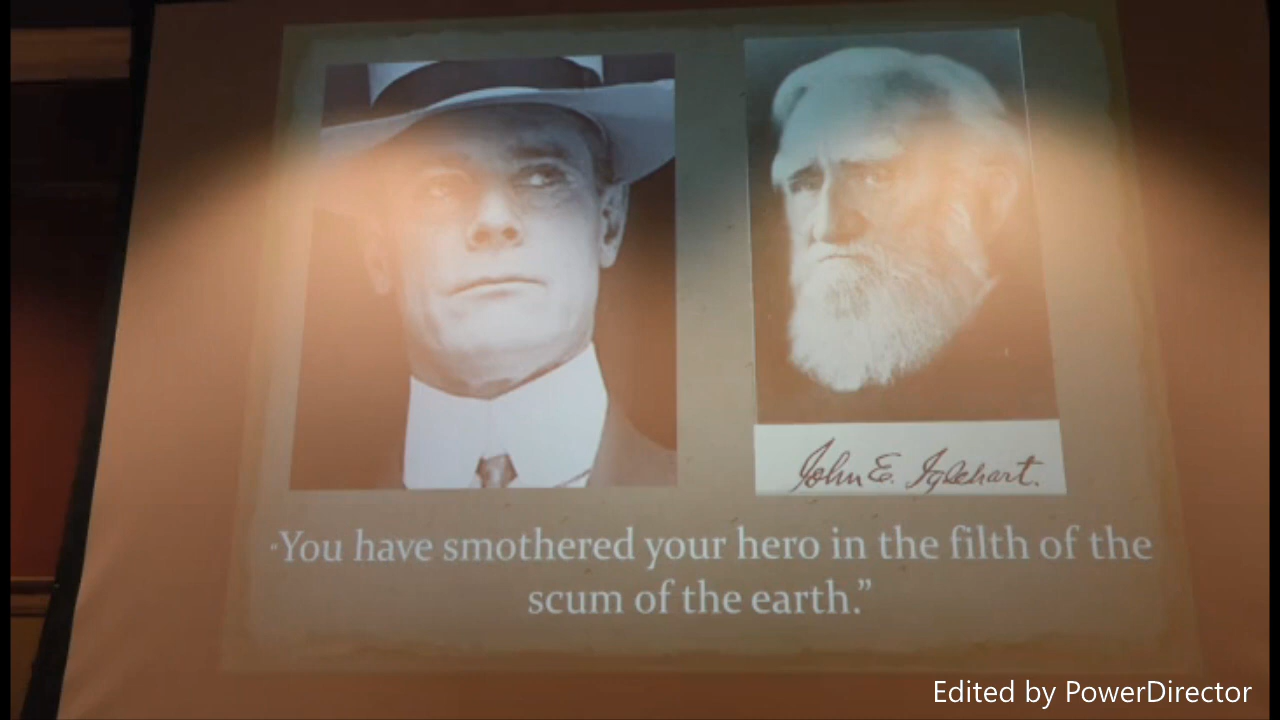 John E. Iglehart.
"You have smothered your hero in the filth of the
scum of the earth.”
Edited by PowerDirector